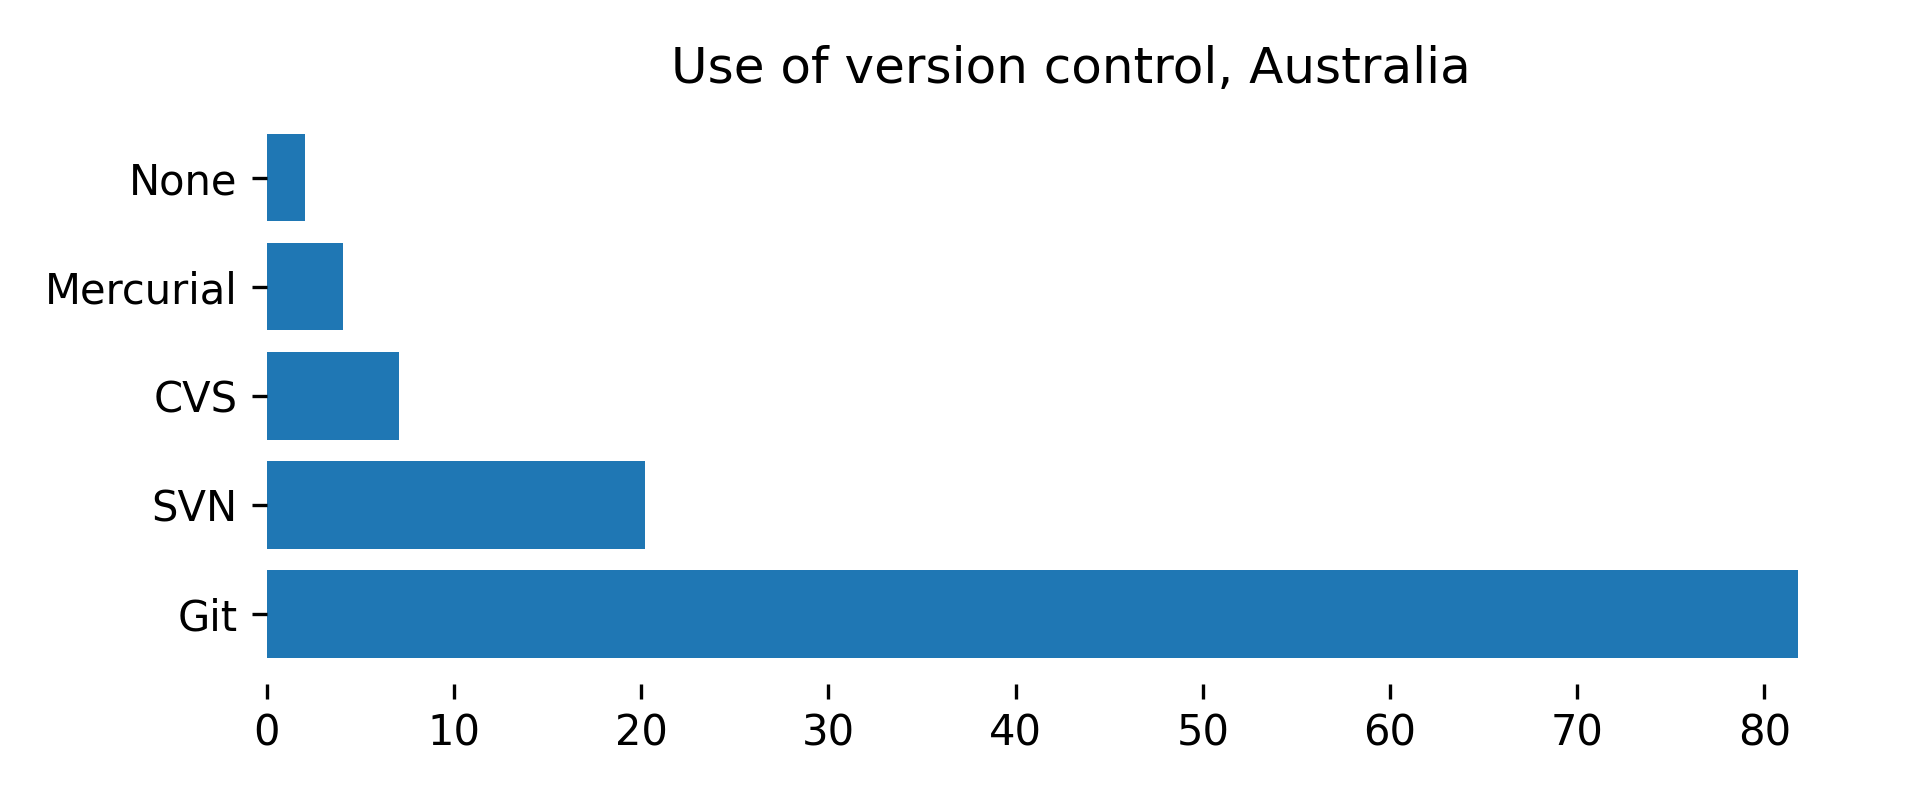 Use of version control, Australia
None
Mercurial
CVS
SVN
Git
0 10 20 30 40 50 60 70 80